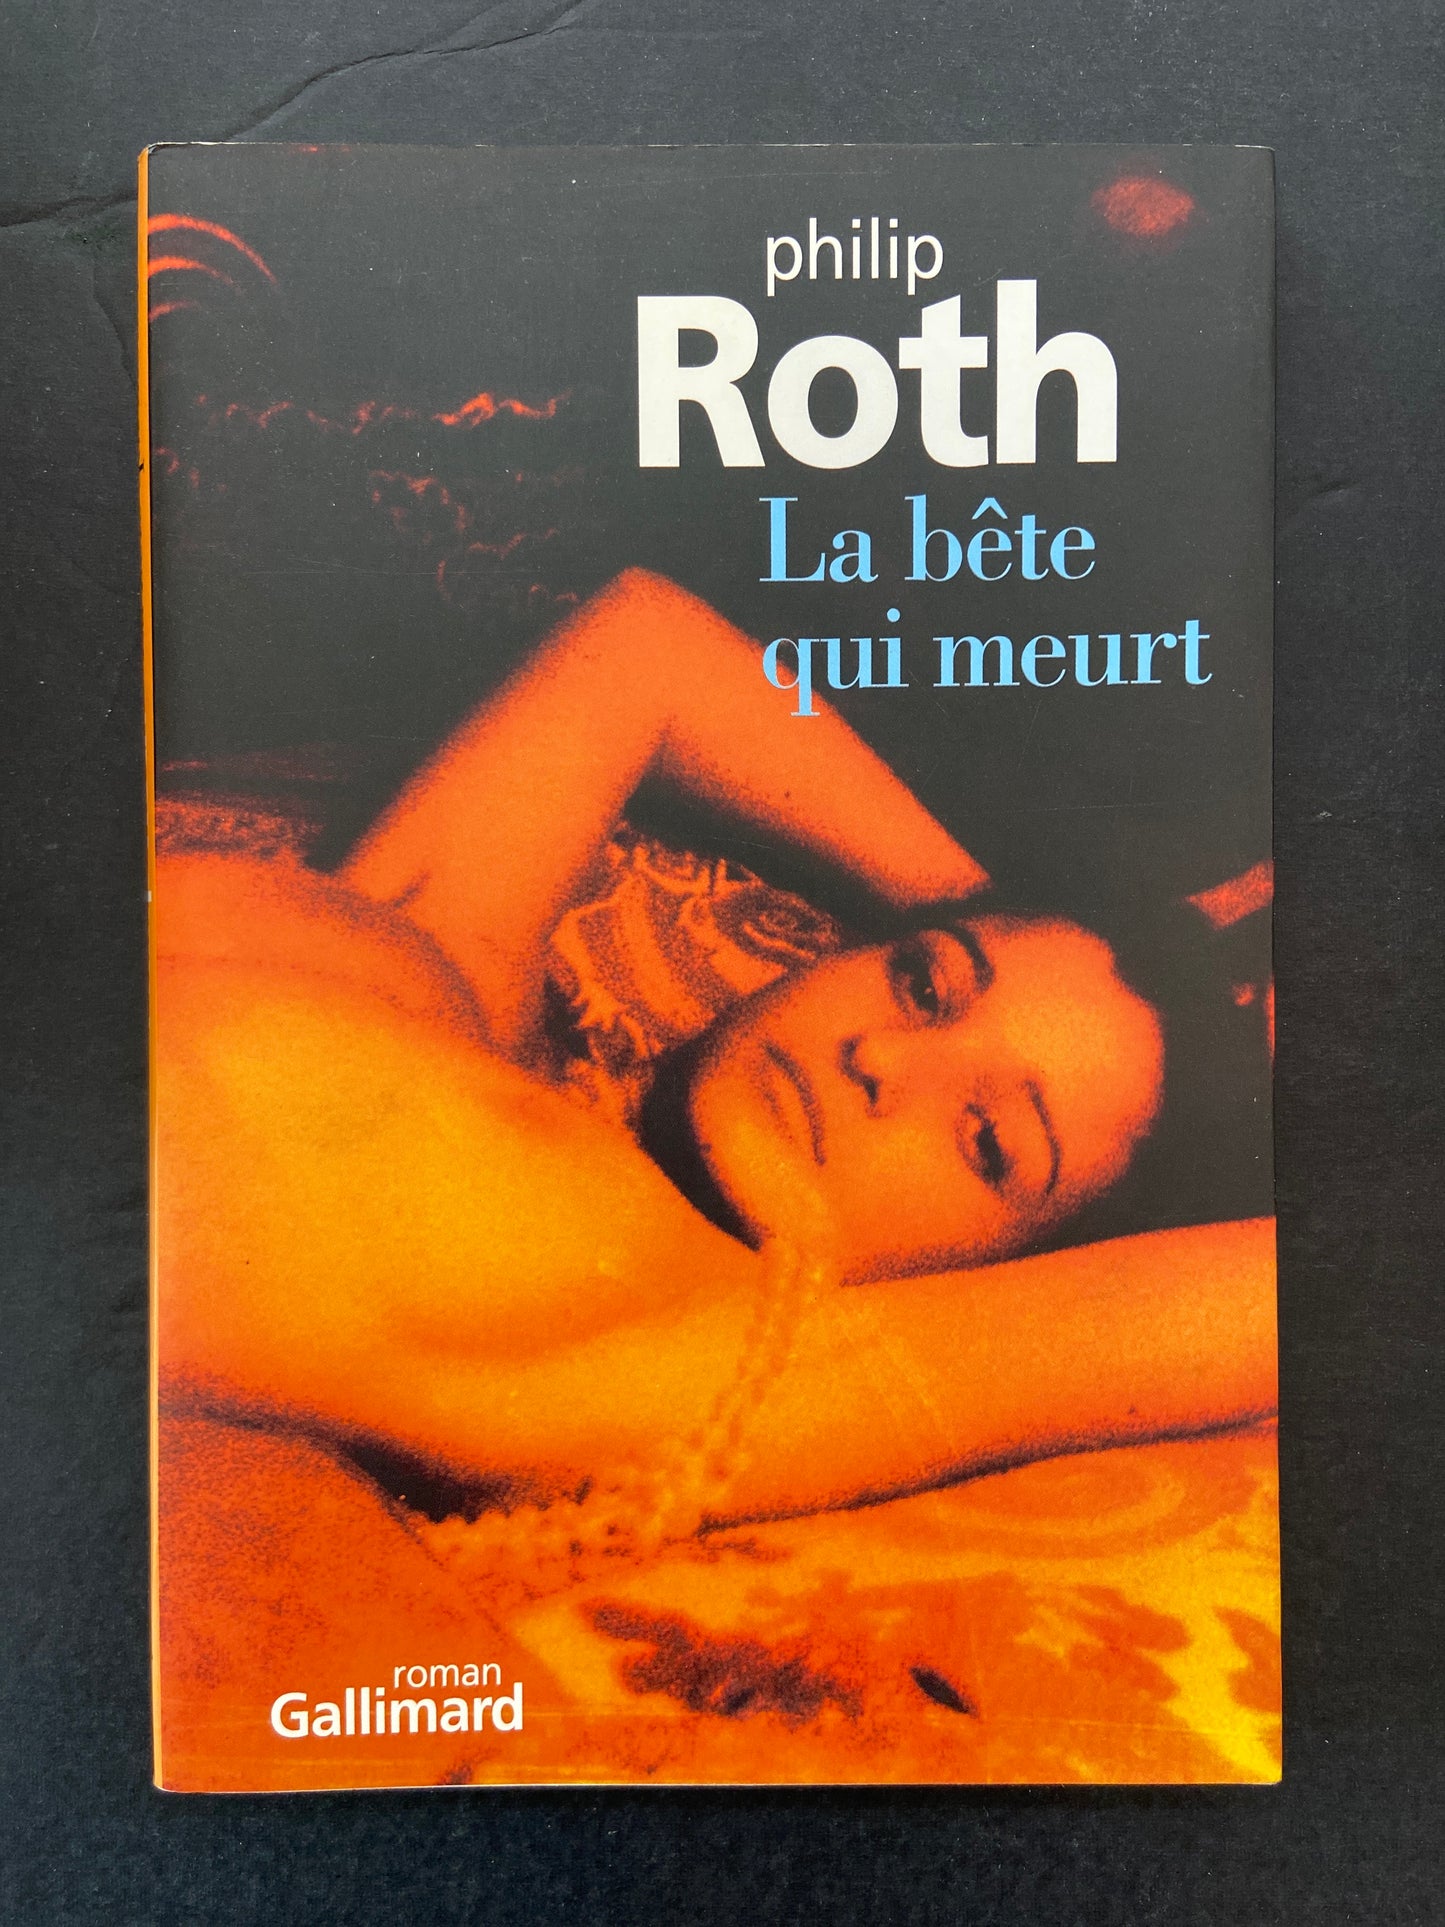 philip
Roth
La bête
qui meurt
roman
Gallimard